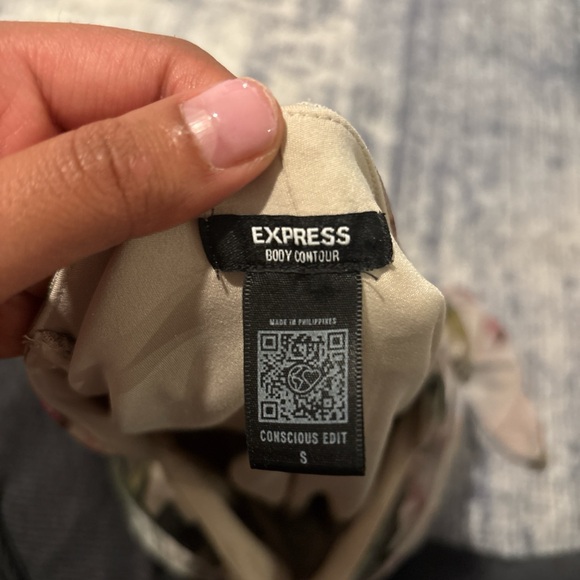 EXPRESS
BODY CONTOUR
MADE IN PHILIPPINES
CONSCIOUS EDIT
S